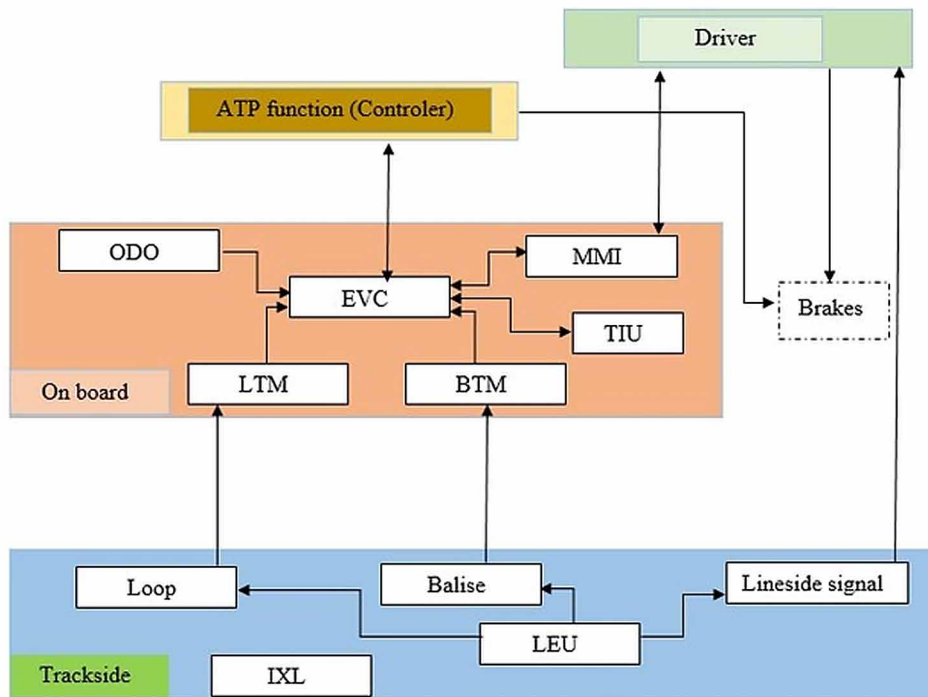 Driver
ATP function (Controler)
ODO
MMI
EVC
Brakes
TIU
LTM
BTM
On board
Loop
Balise
Lineside signal
LEU
Trackside
IXL